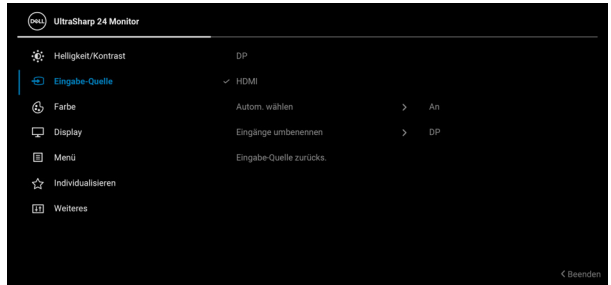 DELL UltraSharp 24 Monitor
Helligkeit/Kontrast DP
Eingabe-Quelle HDMI
Farbe Autom. wählen An
Display Eingänge umbenennen DP
Menü Eingabe-Quelle zurücks.
Individualisieren
Weiteres
Beenden